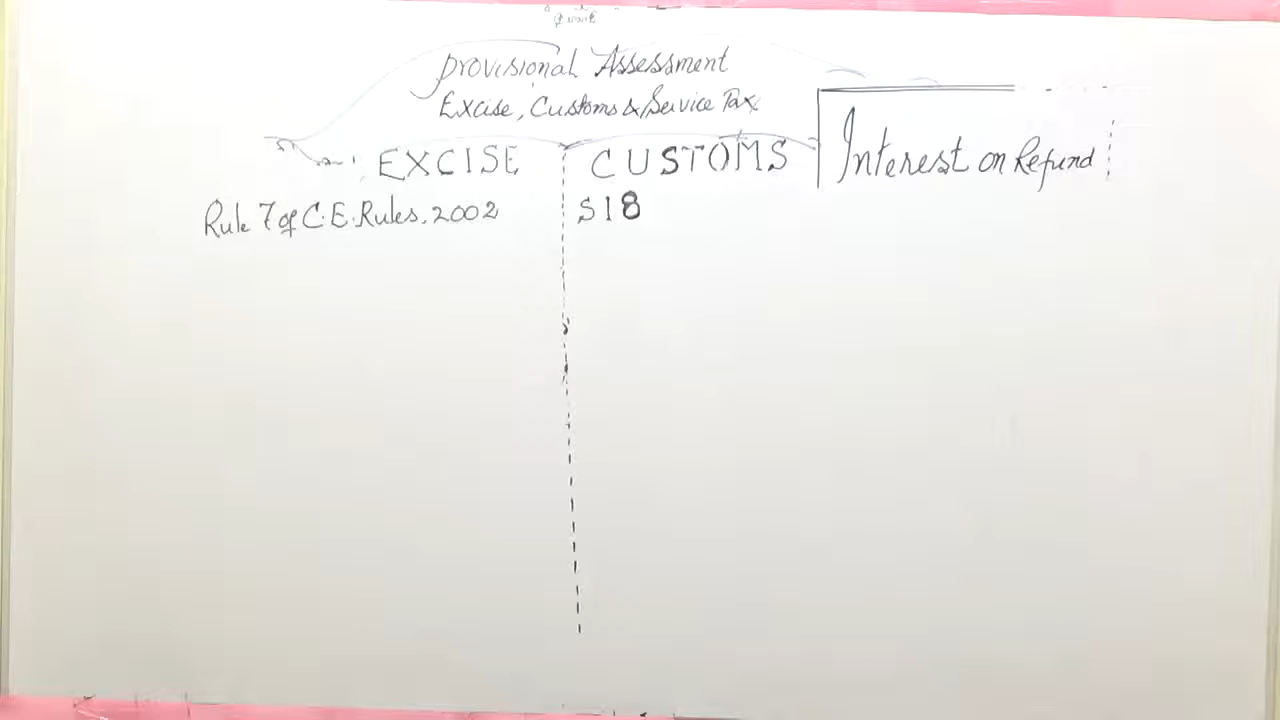 Provisional Assessment
Excise, Customs & Service Tax
EXCISE
CUSTOMS
Interest on Refund
Rule 7 of C.E. Rules, 2002
S18